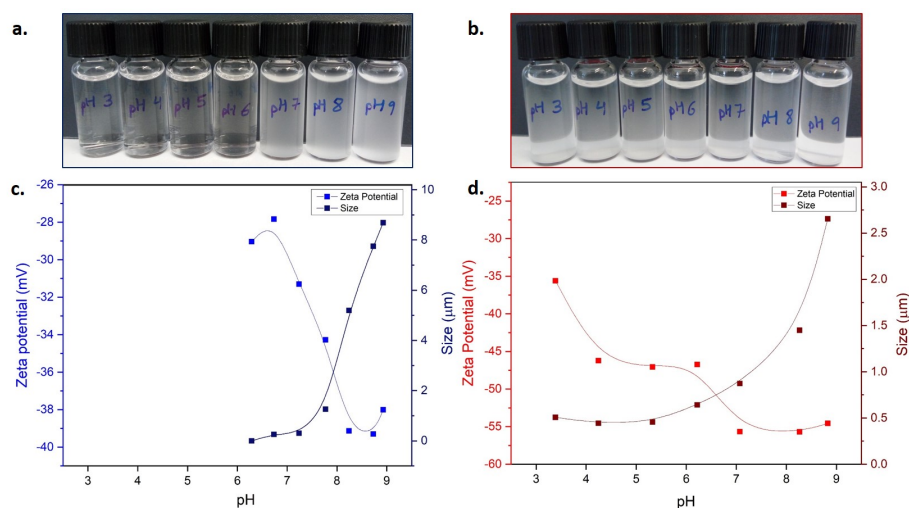 a.
pH 3
pH 4
pH 5
pH 6
pH 7
pH 8
pH 9
b.
pH 3
pH 4
pH 5
pH 6
pH 7
pH 8
pH 9
c.
Zeta Potential
Size
Zeta potential (mV)
-26
-28
-30
-32
-34
-36
-38
-40
3 4 5 6 7 8 9
pH
10
8
6
4
2
0
Size (μm)
d.
Zeta Potential
Size
Zeta Potential (mV)
-25
-30
-35
-40
-45
-50
-55
-60
3 4 5 6 7 8 9
pH
3.0
2.5
2.0
1.5
1.0
0.5
0.0
Size (μm)